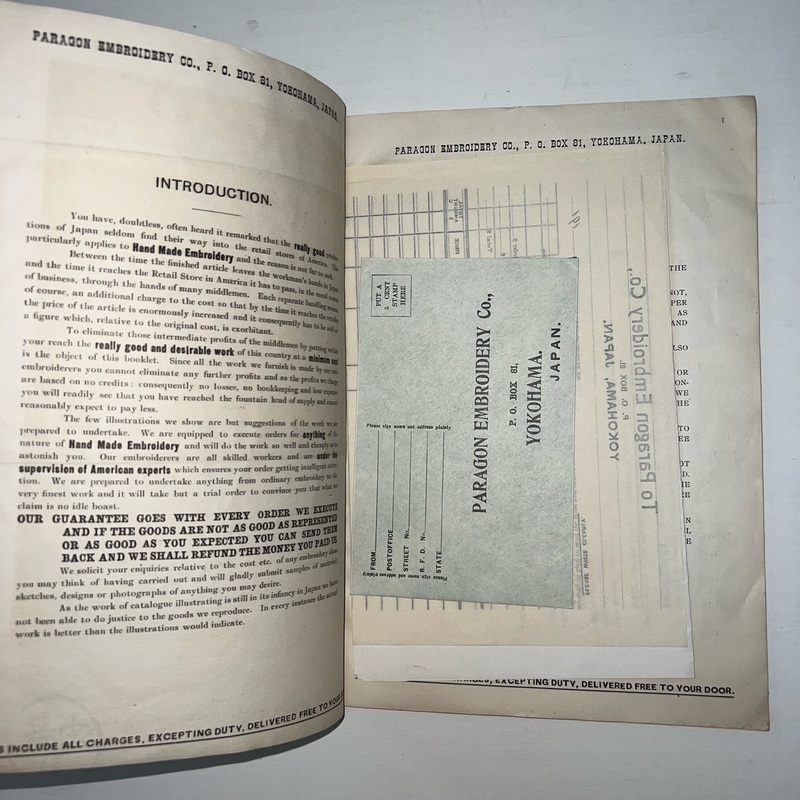 PARAGON EMBROIDERY CO., P. O. BOX 81, YOKOHAMA, JAPAN.
INTRODUCTION.
You have, doubtless, often heard it remarked that the really good
tions of Japan seldom find their way into the retail stores of America. This
particularly applies to Hand Made Embroidery and the reason is not far to seek.
Between the time the finished article leaves the workman's hands in Japan
and the time it reaches the Retail Store in America it has to pass, in the usual course
of business, through the hands of many middlemen. Each separate handling means,
of course, an additional charge to the cost so that by the time it reaches the
the price of the article is enormously increased and it consequently has to be sold at
a figure which, relative to the original cost, is exorbitant.
To eliminate those intermediate profits of the middlemen by putting within
your reach the really good and desirable work of this country at a minimum cost
is the object of this booklet. Since all the work we furnish is made by our own
embroiderers you cannot eliminate any further profits and as the profits we charge
are based on no credits : consequently no losses, no bookkeeping and low expense
you will readily see that you have reached the fountain head of supply and cannot
reasonably expect to pay less.
The few illustrations we show are but suggestions of the work we are
prepared to undertake. We are equipped to execute orders for anything of the
nature of Hand Made Embroidery and will do the work so well and cheaply as to
astonish you. Our embroiderers are all skilled workers and are under the
supervision of American experts which ensures your order getting intelligent atten-
tion. We are prepared to undertake anything from ordinary embroidery to the
very finest work and it will take but a trial order to convince you that what we
claim is no idle boast.
OUR GUARANTEE GOES WITH EVERY ORDER WE EXECUTE
AND IF THE GOODS ARE NOT AS GOOD AS REPRESENTED
OR AS GOOD AS YOU EXPECTED YOU CAN SEND THEM
BACK AND WE SHALL REFUND THE MONEY YOU PAID US.
We solicit your enquiries relative to the cost etc. of any embroidery ideas
you may think of having carried out and will gladly submit samples of material,
sketches, designs or photographs of anything you may desire.
As the work of catalogue illustrating is still in its infancy in Japan we have
not been able to do justice to the goods we reproduce. In every instance the actual
work is better than the illustrations would indicate.
S INCLUDE ALL CHARGES, EXCEPTING DUTY, DELIVERED FREE TO YOUR
PARAGON EMBROIDERY CO., P. O. BOX 81, YOKOHAMA, JAPAN.
PUT A
5 CENT
STAMP
HERE
PARAGON EMBROIDERY Co.,
P. O. BOX 81,
YOKOHAMA.
JAPAN.
Please sign name and address plainly
FROM
POSTOFFICE
STREET No.
R. F. D. No.
STATE
Please sign name and address plainly
To Paragon Embroidery Co.,
P. O. BOX 81.
YOKOHAMA, JAPAN.
THE
NOT,
PER
AS
AND
LSO
OR
ON-
WE
HE
TO
EE
CHARGES, EXCEPTING DUTY, DELIVERED FREE TO YOUR DOOR.